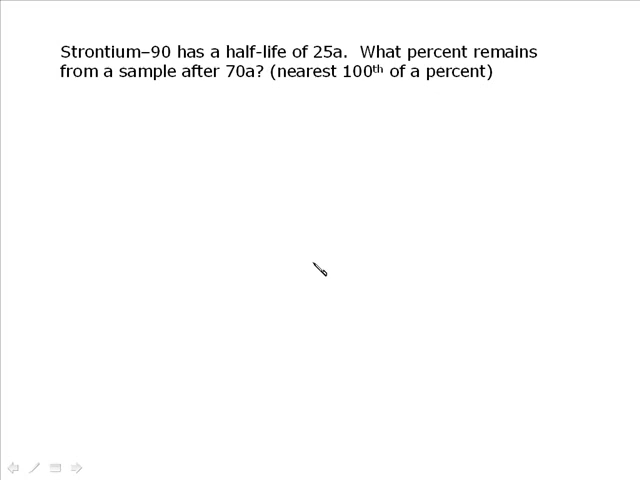 Strontium–90 has a half-life of 25a.  What percent remains
from a sample after 70a? (nearest 100ᵗʰ of a percent)